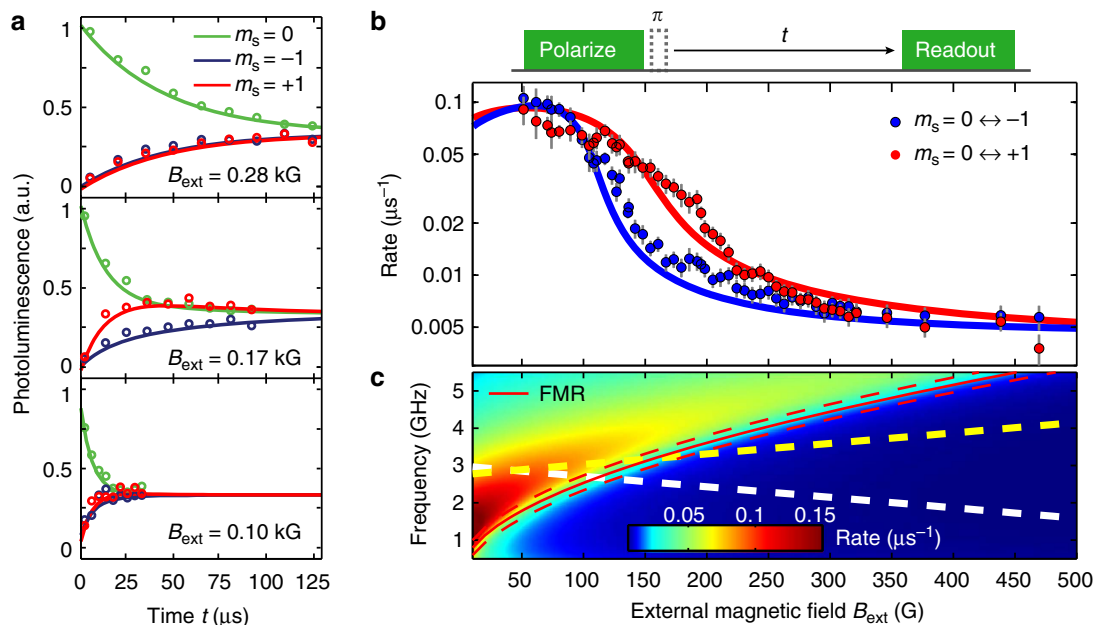 a
1
0.5
0
m_s = 0
m_s = −1
m_s = +1
B_ext = 0.28 kG
1
0.5
0
B_ext = 0.17 kG
1
0.5
0
B_ext = 0.10 kG
0 25 50 75 100 125
Photoluminescence (a.u.)
Time t (μs)
b
Polarize
π
t
Readout
0.1
0.05
0.01
0.005
Rate (μs⁻¹)
m_s = 0 ↔ −1
m_s = 0 ↔ +1
c
FMR
5
4
3
2
1
Frequency (GHz)
0.05 0.1 0.15
Rate (μs⁻¹)
50 100 150 200 250 300 350 400 450 500
External magnetic field B_ext (G)